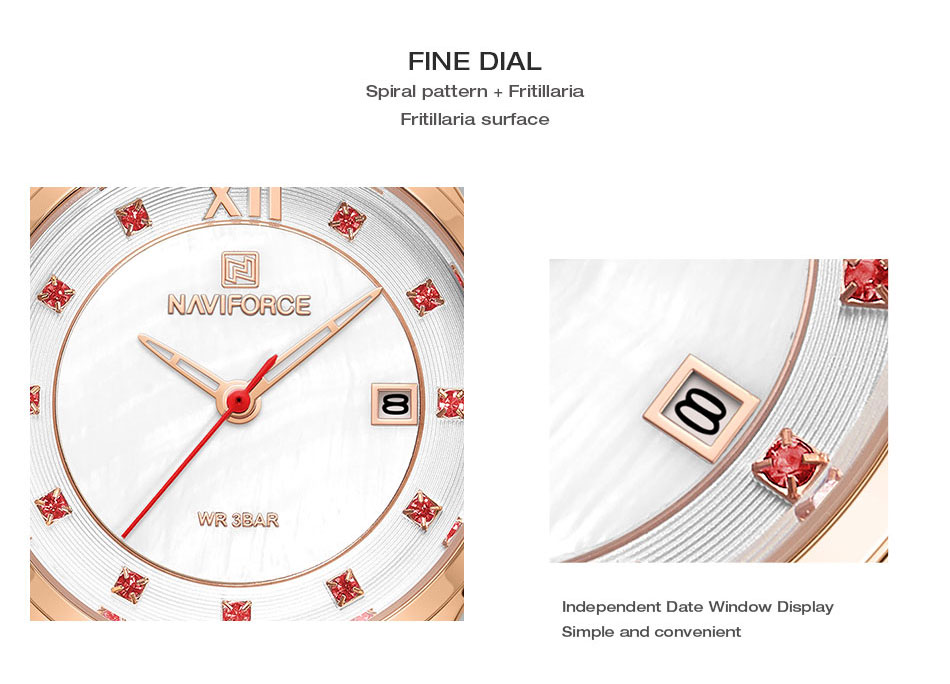 FINE DIAL
Spiral pattern + Fritillaria
Fritillaria surface
XII
NAVIFORCE
8
WR 3BAR
8
Independent Date Window Display
Simple and convenient